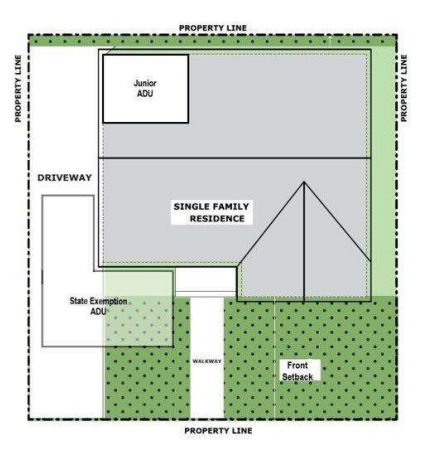 PROPERTY LINE
PROPERTY LINE
PROPERTY LINE
Junior
ADU
DRIVEWAY
SINGLE FAMILY
RESIDENCE
State Exemption
ADU
WALKWAY
Front
Setback
PROPERTY LINE